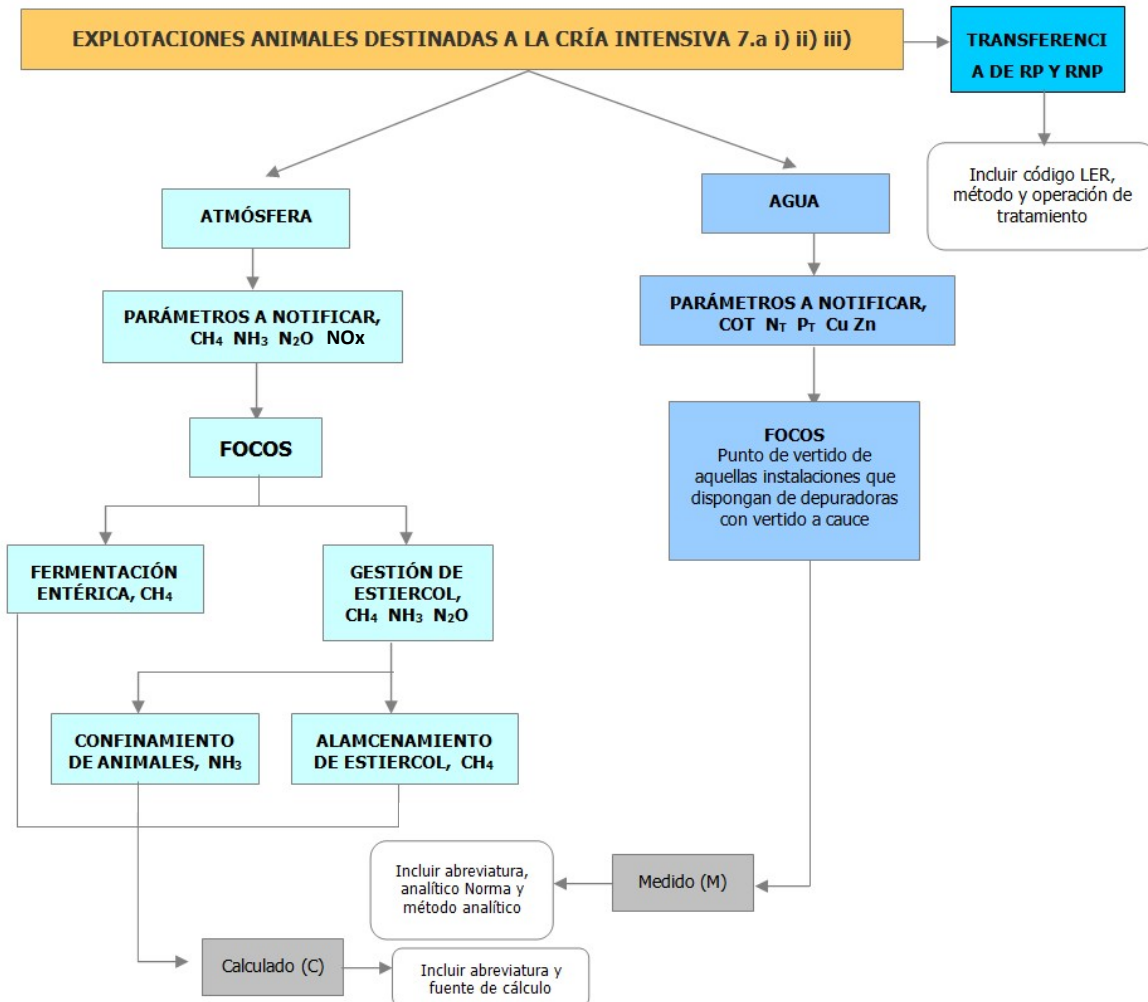 EXPLOTACIONES ANIMALES DESTINADAS A LA CRÍA INTENSIVA 7.a i) ii) iii)
TRANSFERENCI
A DE RP Y RNP
Incluir código LER,
método y operación de
tratamiento
ATMÓSFERA
AGUA
PARÁMETROS A NOTIFICAR,
CH₄ NH₃ N₂O NOx
PARÁMETROS A NOTIFICAR,
COT N_T P_T Cu Zn
FOCOS
FOCOS
Punto de vertido de
aquellas instalaciones que
dispongan de depuradoras
con vertido a cauce
FERMENTACIÓN
ENTÉRICA, CH₄
GESTIÓN DE
ESTIERCOL,
CH₄ NH₃ N₂O
CONFINAMIENTO
DE ANIMALES, NH₃
ALAMCENAMIENTO
DE ESTIERCOL, CH₄
Incluir abreviatura,
analítico Norma y
método analítico
Medido (M)
Calculado (C)
Incluir abreviatura y
fuente de cálculo